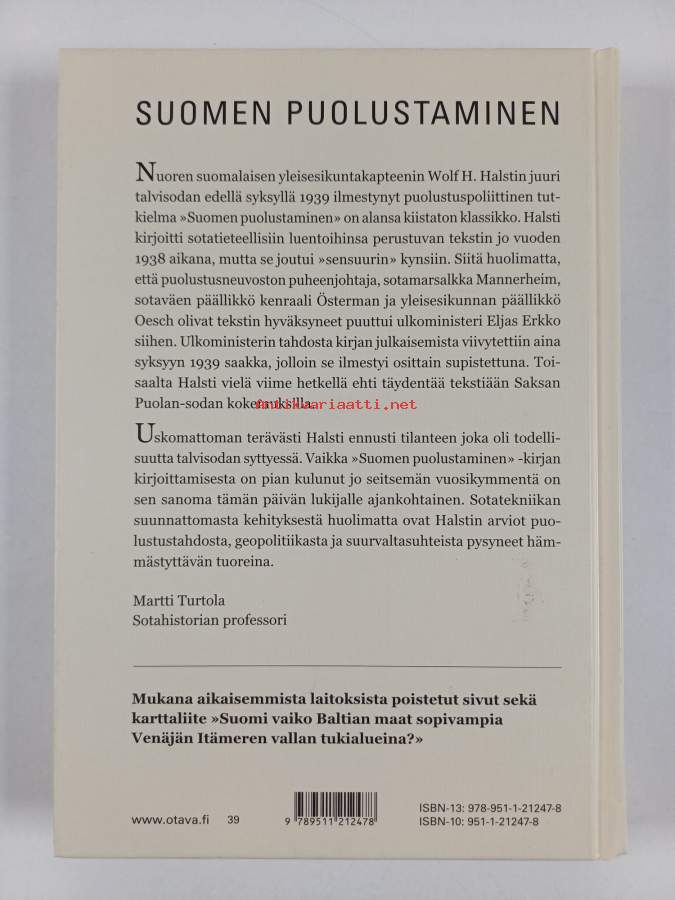 SUOMEN PUOLUSTAMINEN
Nuoren suomalaisen yleisesikuntakapteenin Wolf H. Halstin juuri
talvisodan edellä syksyllä 1939 ilmestynyt puolustuspoliittinen tut-
kielma »Suomen puolustaminen» on alansa kiistaton klassikko. Halsti
kirjoitti sotatieteellisiin luentoihinsa perustuvan tekstin jo vuoden
1938 aikana, mutta se joutui »sensuurin» kynsiin. Siitä huolimatta,
että puolustusneuvoston puheenjohtaja, sotamarsalkka Mannerheim,
sotaväen päällikkö kenraali Österman ja yleisesikunnan päällikkö
Oesch olivat tekstin hyväksyneet puuttui ulkoministeri Eljas Erkko
siihen. Ulkoministerin tahdosta kirjan julkaisemista viivytettiin aina
syksyyn 1939 saakka, jolloin se ilmestyi osittain supistettuna. Toi-
saalta Halsti vielä viime hetkellä ehti täydentää tekstiään Saksan
Puolan-sodan kokemuksilla.
Antikvariaatti.net
Uskomattoman terävästi Halsti ennusti tilanteen joka oli todelli-
suutta talvisodan syttyessä. Vaikka »Suomen puolustaminen» -kirjan
kirjoittamisesta on pian kulunut jo seitsemän vuosikymmentä on
sen sanoma tämän päivän lukijalle ajankohtainen. Sotatekniikan
suunnattomasta kehityksestä huolimatta ovat Halstin arviot puo-
lustustahdosta, geopolitiikasta ja suurvaltasuhteista pysyneet häm-
mästyttävän tuoreina.
Martti Turtola
Sotahistorian professori
Mukana aikaisemmista laitoksista poistetut sivut sekä
karttaliite »Suomi vaiko Baltian maat sopivampia
Venäjän Itämeren vallan tukialueina?»
www.otava.fi 39
9 789511 212478
ISBN-13: 978-951-1-21247-8
ISBN-10: 951-1-21247-8